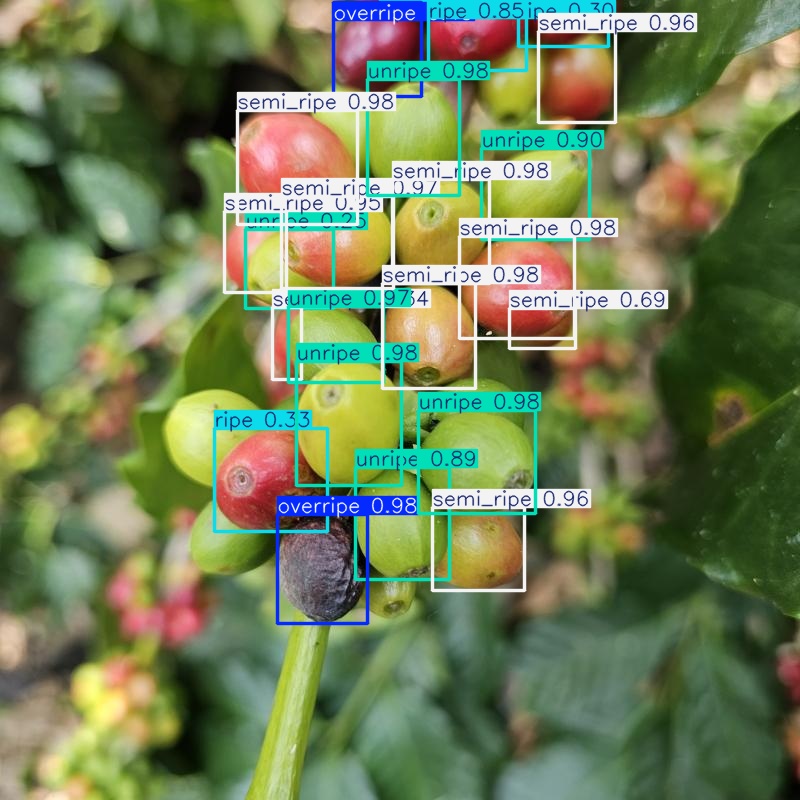 overripe
ripe 0.85
ripe 0.30
semi_ripe 0.96
unripe 0.98
semi_ripe 0.98
unripe 0.90
semi_ripe 0.98
semi_ripe 0.97
semi_ripe 0.95
unripe 0.25
semi_ripe 0.98
semi_ripe 0.98
semi_ripe 0.69
unripe 0.97
unripe 0.98
unripe 0.98
ripe 0.33
unripe 0.89
semi_ripe 0.96
overripe 0.98